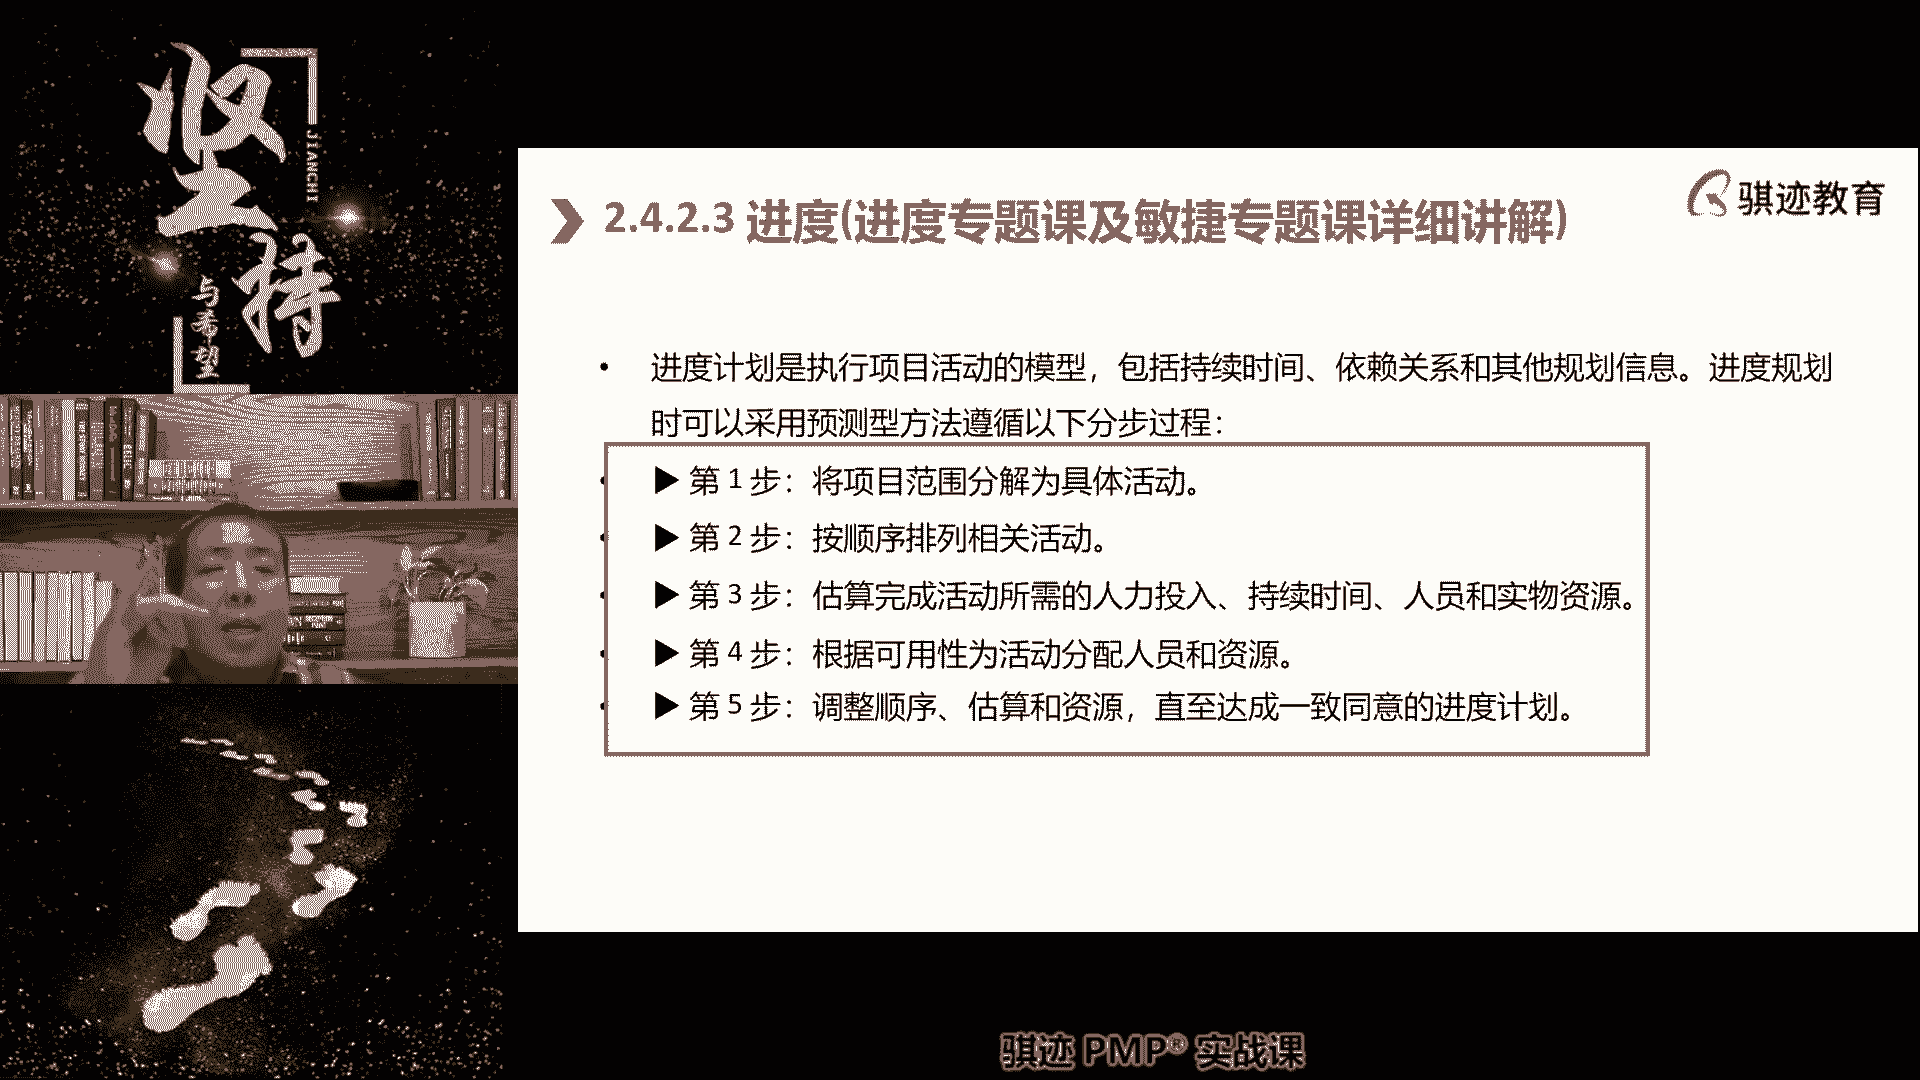 坚持
JIANCHI
与希望
骐迹教育
2.4.2.3 进度(进度专题课及敏捷专题课详细讲解)
• 进度计划是执行项目活动的模型，包括持续时间、依赖关系和其他规划信息。进度规划
时可以采用预测型方法遵循以下分步过程：
▶ 第 1 步：将项目范围分解为具体活动。
▶ 第 2 步：按顺序排列相关活动。
▶ 第 3 步：估算完成活动所需的人力投入、持续时间、人员和实物资源。
▶ 第 4 步：根据可用性为活动分配人员和资源。
▶ 第 5 步：调整顺序、估算和资源，直至达成一致同意的进度计划。
骐迹 PMP® 实战课